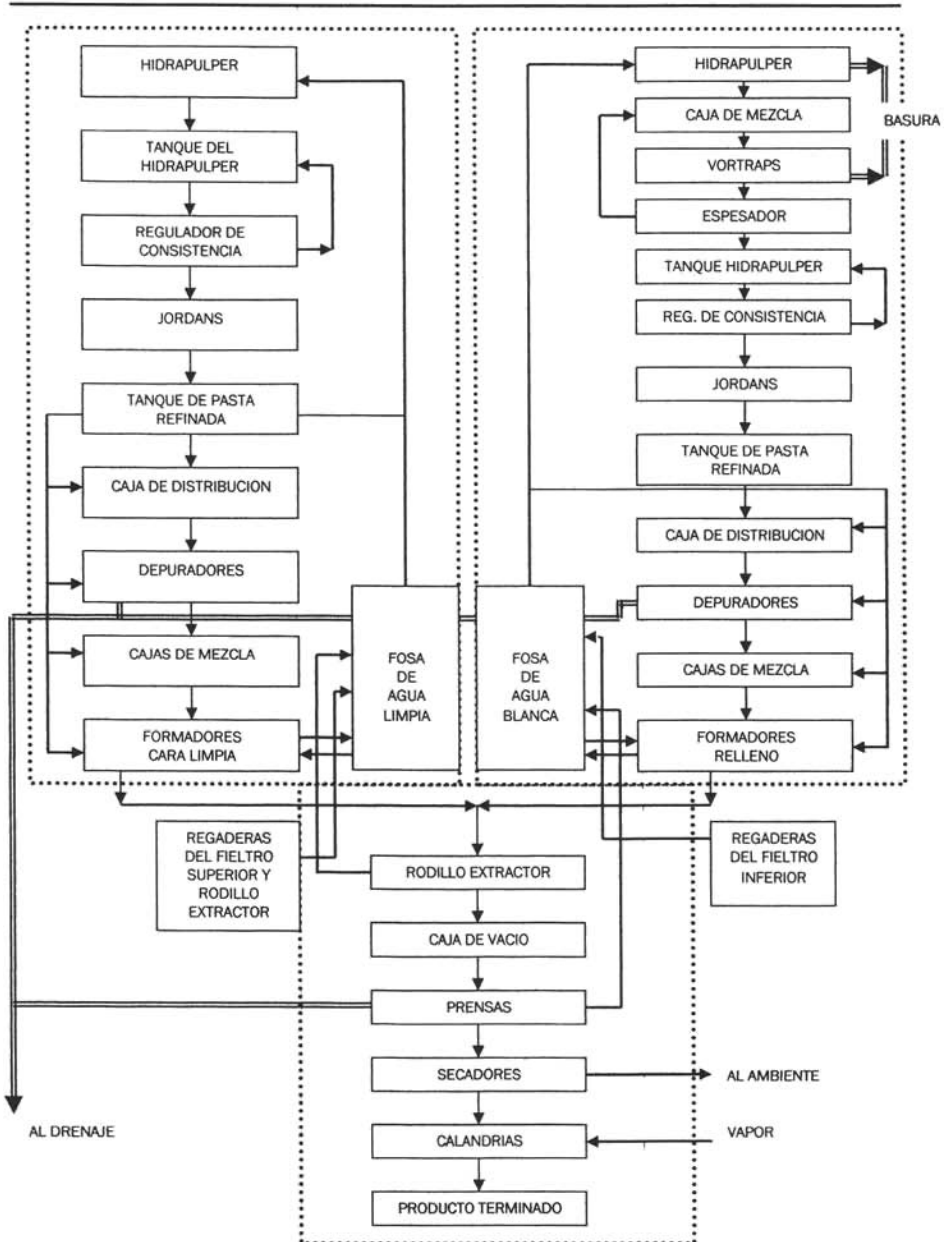 HIDRAPULPER
TANQUE DEL
HIDRAPULPER
REGULADOR DE
CONSISTENCIA
JORDANS
TANQUE DE PASTA
REFINADA
CAJA DE DISTRIBUCION
DEPURADORES
CAJAS DE MEZCLA
FORMADORES
CARA LIMPIA
FOSA
DE
AGUA
LIMPIA
HIDRAPULPER
BASURA
CAJA DE MEZCLA
VORTRAPS
ESPESADOR
TANQUE HIDRAPULPER
REG. DE CONSISTENCIA
JORDANS
TANQUE DE PASTA
REFINADA
CAJA DE DISTRIBUCION
DEPURADORES
CAJAS DE MEZCLA
FORMADORES
RELLENO
FOSA
DE
AGUA
BLANCA
REGADERAS
DEL FIELTRO
SUPERIOR Y
RODILLO
EXTRACTOR
REGADERAS
DEL FIELTRO
INFERIOR
RODILLO EXTRACTOR
CAJA DE VACIO
PRENSAS
SECADORES
AL AMBIENTE
AL DRENAJE
CALANDRIAS
VAPOR
PRODUCTO TERMINADO